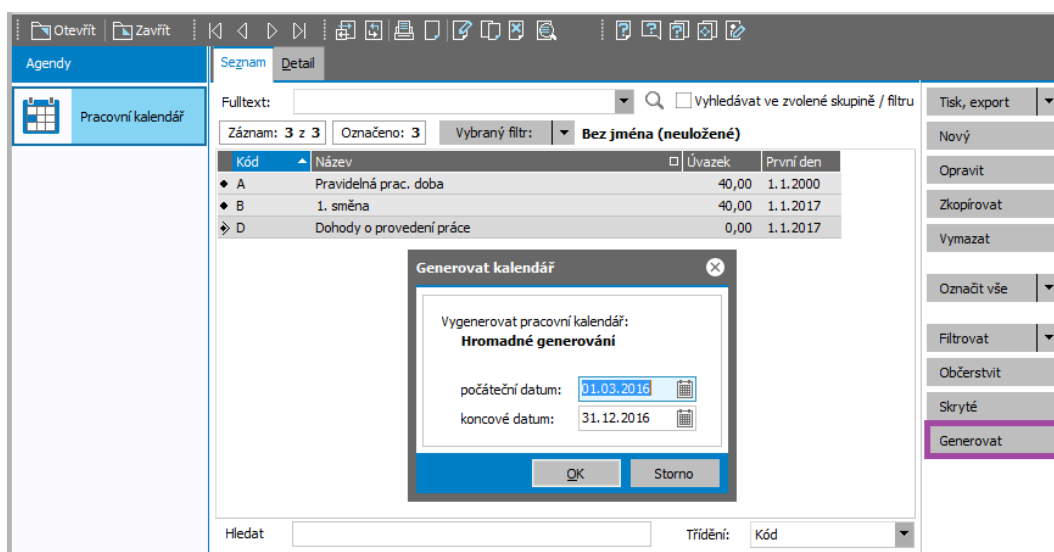 Otevřít Zavřít
Agendy
Seznam Detail
Pracovní kalendář
Fulltext: Vyhledávat ve zvolené skupině / filtru
Záznam: 3 z 3 Označeno: 3 Vybraný filtr: Bez jména (neuložené)
Kód Název Úvazek První den
A Pravidelná prac. doba 40,00 1.1.2000
B 1. směna 40,00 1.1.2017
D Dohody o provedení práce 0,00 1.1.2017
Generovat kalendář
Vygenerovat pracovní kalendář:
Hromadné generování
počáteční datum: 01.03.2016
koncové datum: 31.12.2016
OK Storno
Hledat Třídění: Kód
Tisk, export
Nový
Opravit
Zkopírovat
Vymazat
Označit vše
Filtrovat
Občerstvit
Skryté
Generovat